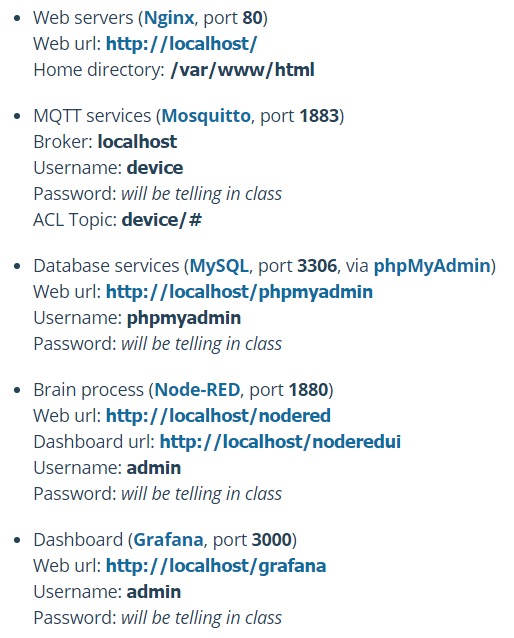 • Web servers (Nginx, port 80)
Web url: http://localhost/
Home directory: /var/www/html
• MQTT services (Mosquitto, port 1883)
Broker: localhost
Username: device
Password: will be telling in class
ACL Topic: device/#
• Database services (MySQL, port 3306, via phpMyAdmin)
Web url: http://localhost/phpmyadmin
Username: phpmyadmin
Password: will be telling in class
• Brain process (Node-RED, port 1880)
Web url: http://localhost/nodered
Dashboard url: http://localhost/noderedui
Username: admin
Password: will be telling in class
• Dashboard (Grafana, port 3000)
Web url: http://localhost/grafana
Username: admin
Password: will be telling in class